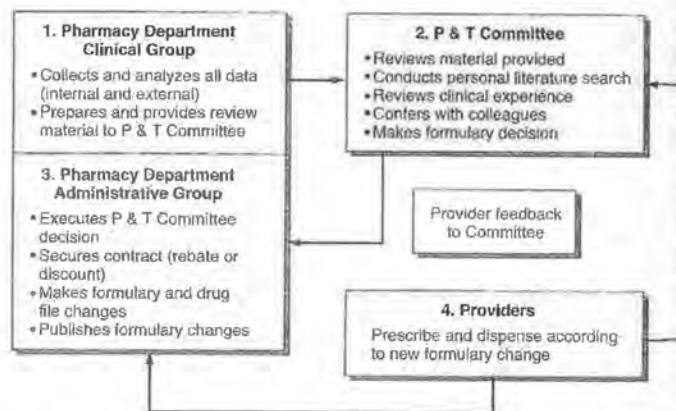 1. Pharmacy Department
Clinical Group
• Collects and analyzes all data
(internal and external)
• Prepares and provides review
material to P & T Committee
2. P & T Committee
• Reviews material provided
• Conducts personal literature search
• Reviews clinical experience
• Confers with colleagues
• Makes formulary decision
3. Pharmacy Department
Administrative Group
• Executes P & T Committee
decision
• Secures contract (rebate or
discount)
• Makes formulary and drug
file changes
• Publishes formulary changes
Provider feedback
to Committee
4. Providers
Prescribe and dispense according
to new formulary change